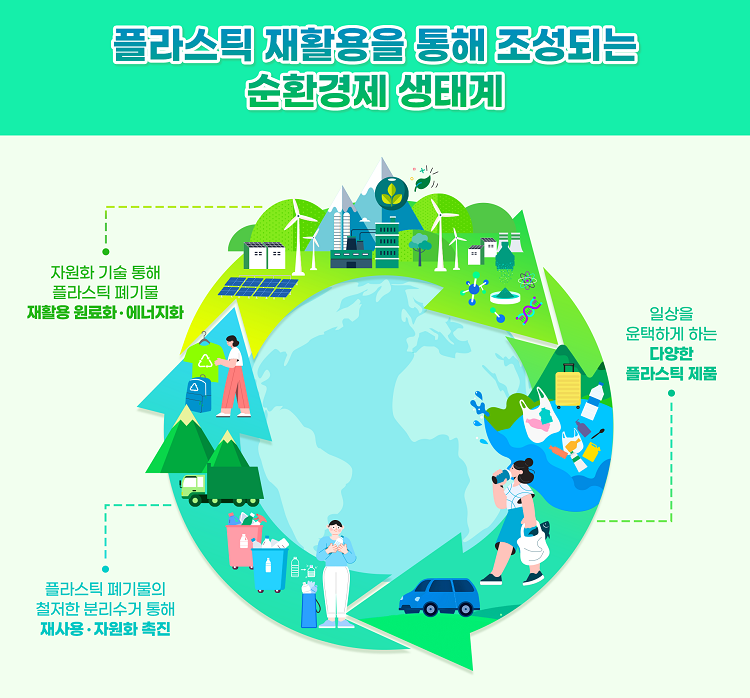 플라스틱 재활용을 통해 조성되는
순환경제 생태계
자원화 기술 통해
플라스틱 폐기물
재활용 원료화·에너지화
일상을
윤택하게 하는
다양한
플라스틱 제품
플라스틱 폐기물의
철저한 분리수거 통해
재사용·자원화 촉진